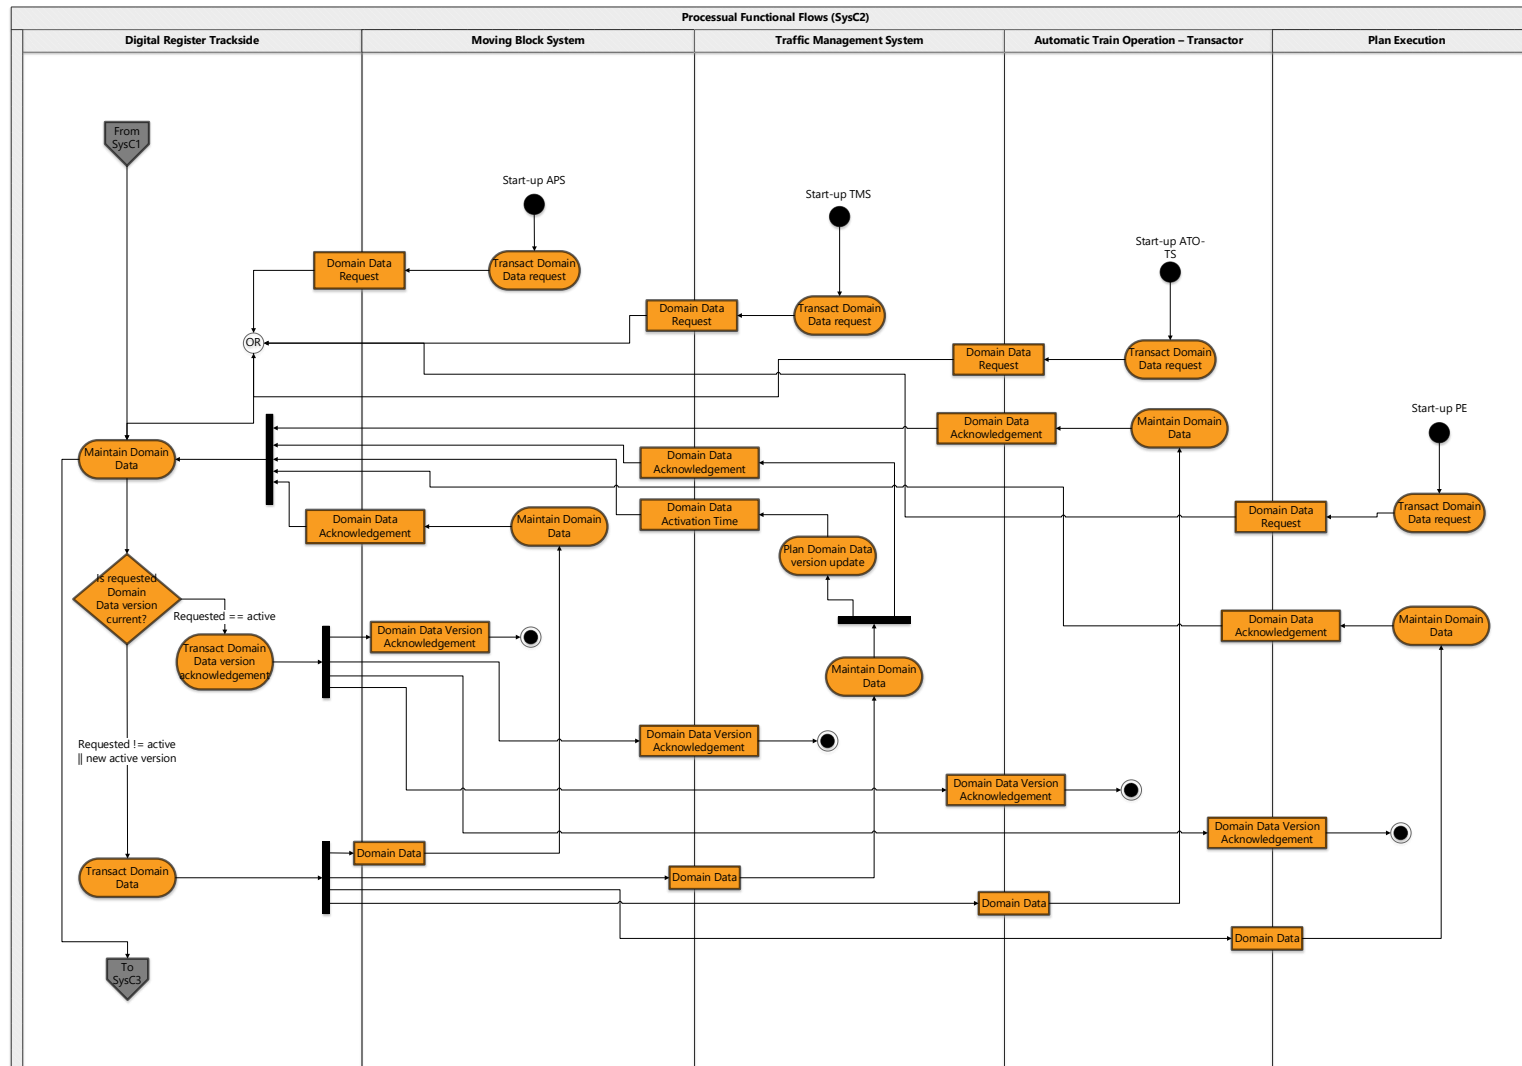 Processual Functional Flows (SysC2)
Digital Register Trackside
Moving Block System
Traffic Management System
Automatic Train Operation – Transactor
Plan Execution
From
SysC1
Start-up APS
Start-up TMS
Start-up ATO-
TS
Domain Data
Request
Transact Domain
Data request
Domain Data
Request
Transact Domain
Data request
OR
Domain Data
Request
Transact Domain
Data request
Start-up PE
Maintain Domain
Data
Domain Data
Acknowledgement
Maintain Domain
Data
Domain Data
Acknowledgement
Domain Data
Acknowledgement
Maintain Domain
Data
Domain Data
Activation Time
Domain Data
Request
Transact Domain
Data request
Plan Domain Data
version update
Is requested
Domain
Data version
current?
Requested == active
Transact Domain
Data version
acknowledgement
Domain Data Version
Acknowledgement
Maintain Domain
Data
Domain Data
Acknowledgement
Maintain Domain
Data
Requested != active
|| new active version
Domain Data Version
Acknowledgement
Domain Data Version
Acknowledgement
Domain Data Version
Acknowledgement
Transact Domain
Data
Domain Data
Domain Data
Domain Data
Domain Data
To
SysC3